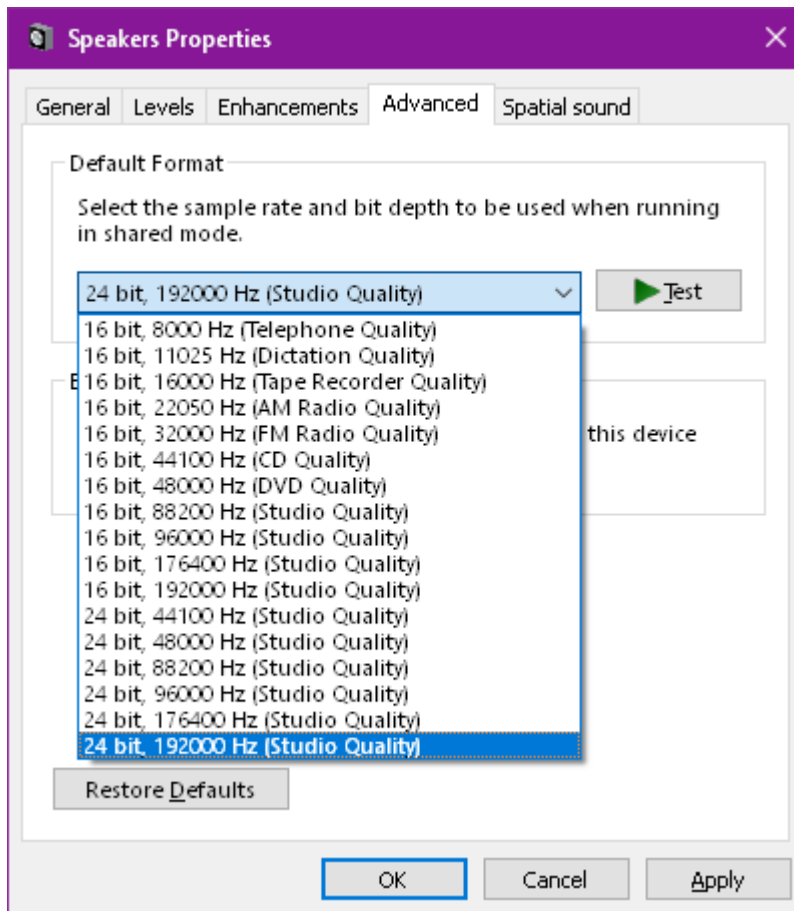 Speakers Properties
General Levels Enhancements Advanced Spatial sound
Default Format
Select the sample rate and bit depth to be used when running
in shared mode.
24 bit, 192000 Hz (Studio Quality) Test
16 bit, 8000 Hz (Telephone Quality)
16 bit, 11025 Hz (Dictation Quality)
16 bit, 16000 Hz (Tape Recorder Quality)
16 bit, 22050 Hz (AM Radio Quality)
16 bit, 32000 Hz (FM Radio Quality)
this device
16 bit, 44100 Hz (CD Quality)
16 bit, 48000 Hz (DVD Quality)
16 bit, 88200 Hz (Studio Quality)
16 bit, 96000 Hz (Studio Quality)
16 bit, 176400 Hz (Studio Quality)
16 bit, 192000 Hz (Studio Quality)
24 bit, 44100 Hz (Studio Quality)
24 bit, 48000 Hz (Studio Quality)
24 bit, 88200 Hz (Studio Quality)
24 bit, 96000 Hz (Studio Quality)
24 bit, 176400 Hz (Studio Quality)
24 bit, 192000 Hz (Studio Quality)
Restore Defaults
OK Cancel Apply